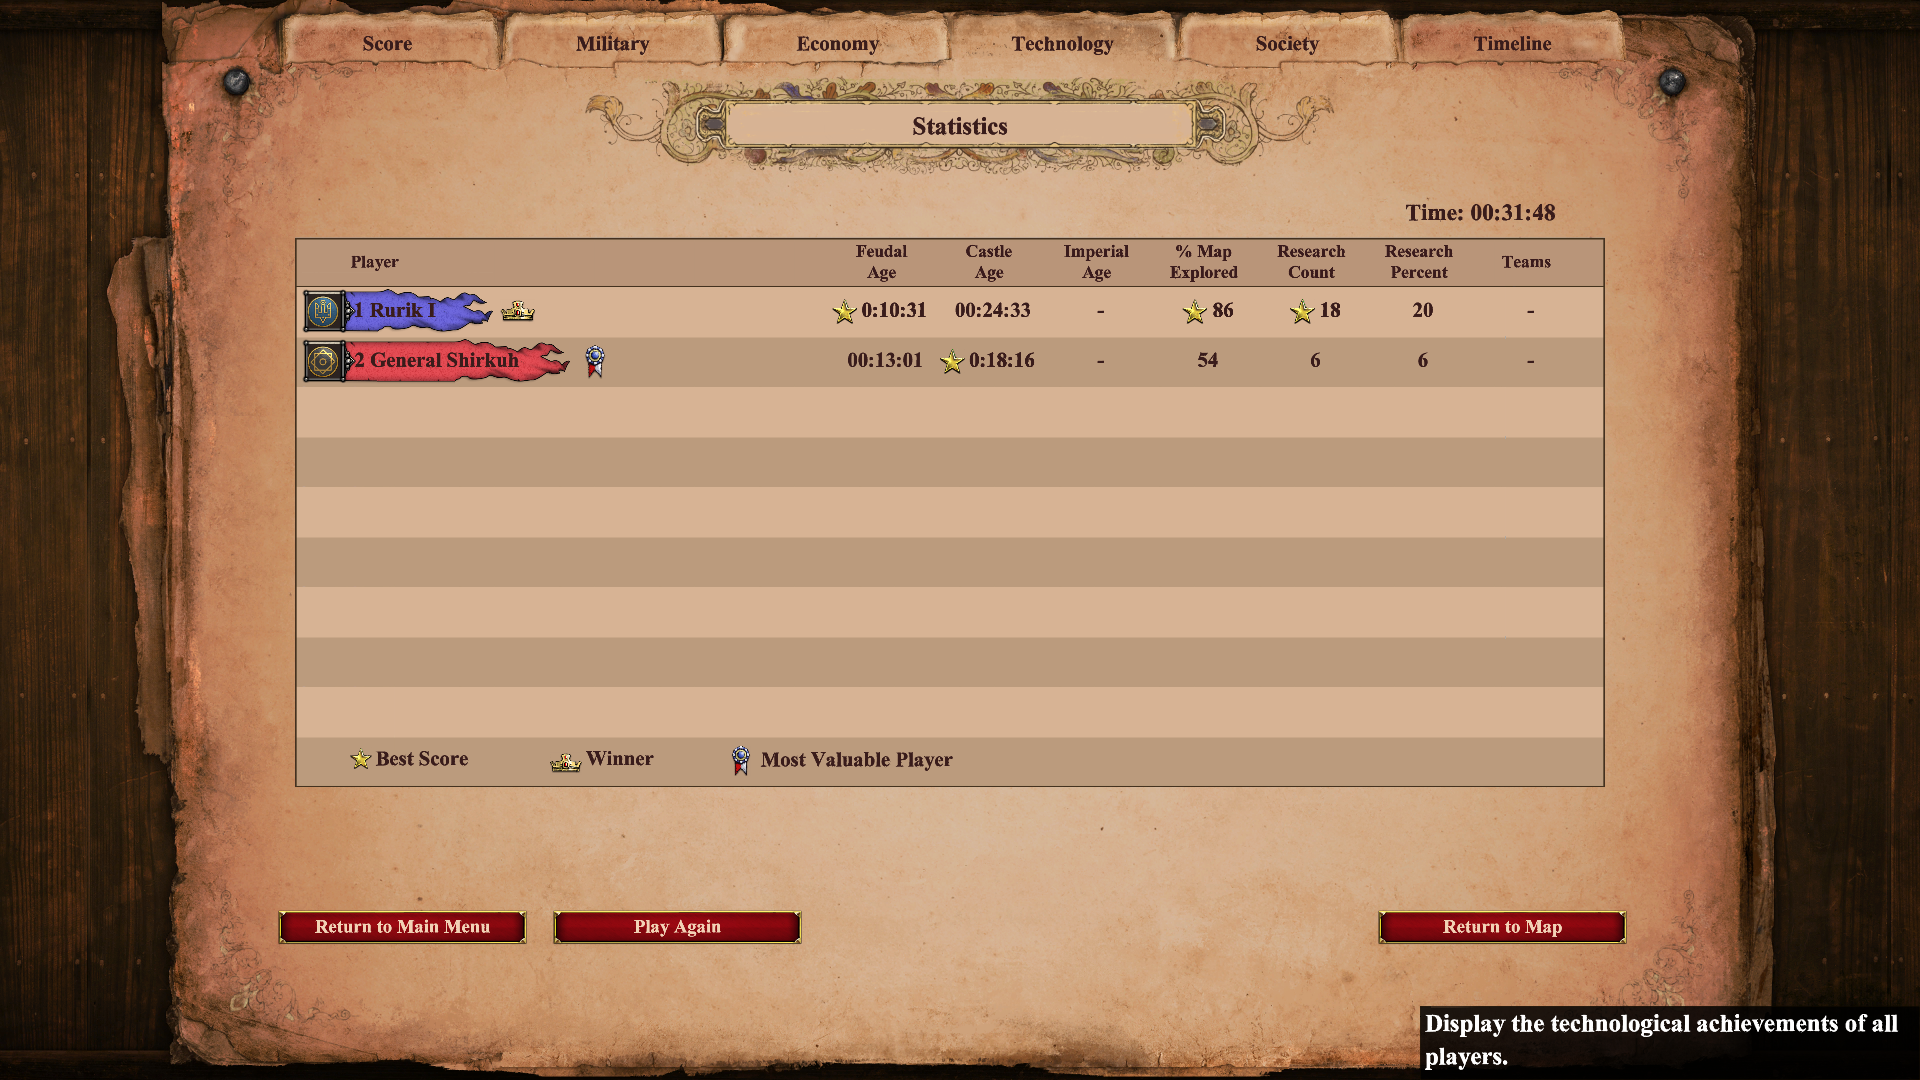 Score Military Economy Technology Society Timeline
Statistics
Time: 00:31:48
Player Feudal Age Castle Age Imperial Age % Map Explored Research Count Research Percent Teams
1 Rurik I 0:10:31 00:24:33 - 86 18 20 -
2 General Shirkuh 00:13:01 0:18:16 - 54 6 6 -
Best Score Winner Most Valuable Player
Return to Main Menu Play Again Return to Map
Display the technological achievements of all
players.